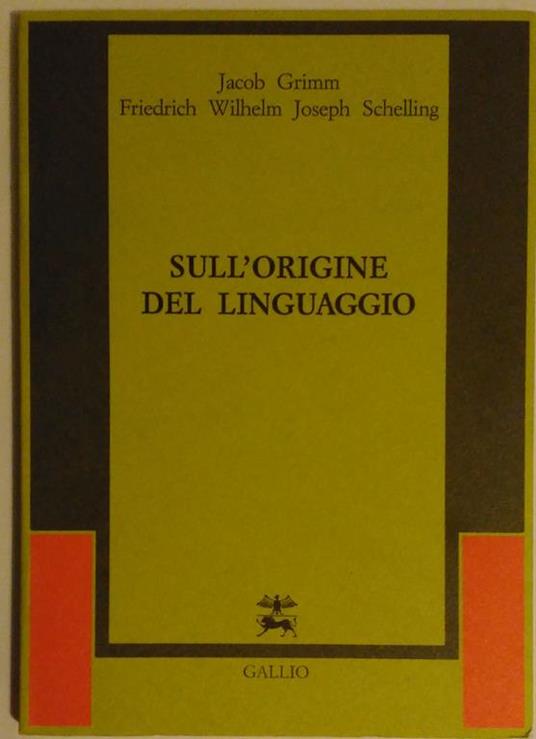 Jacob Grimm
Friedrich Wilhelm Joseph Schelling
SULL'ORIGINE
DEL LINGUAGGIO
GALLIO